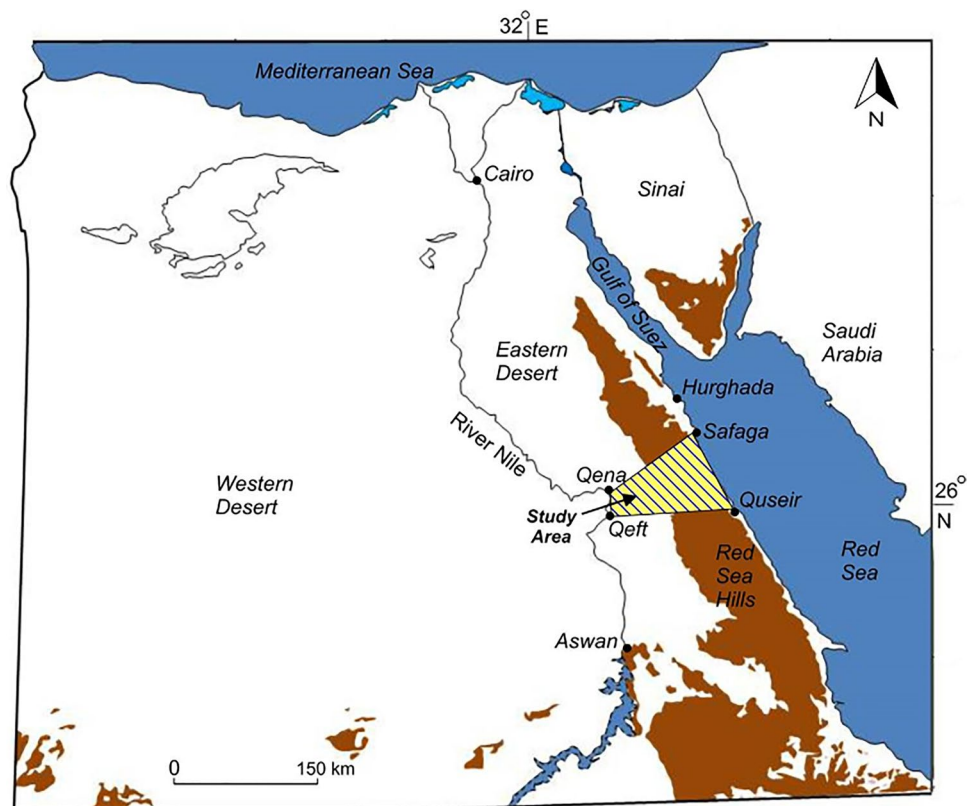 32° E
Mediterranean Sea
N
Cairo
Sinai
Gulf of Suez
Saudi
Arabia
Eastern
Desert
Hurghada
Safaga
River Nile
Qena
Western
Desert
Quseir
26°
N
Study
Area
Qeft
Red
Sea
Hills
Red
Sea
Aswan
0 150 km